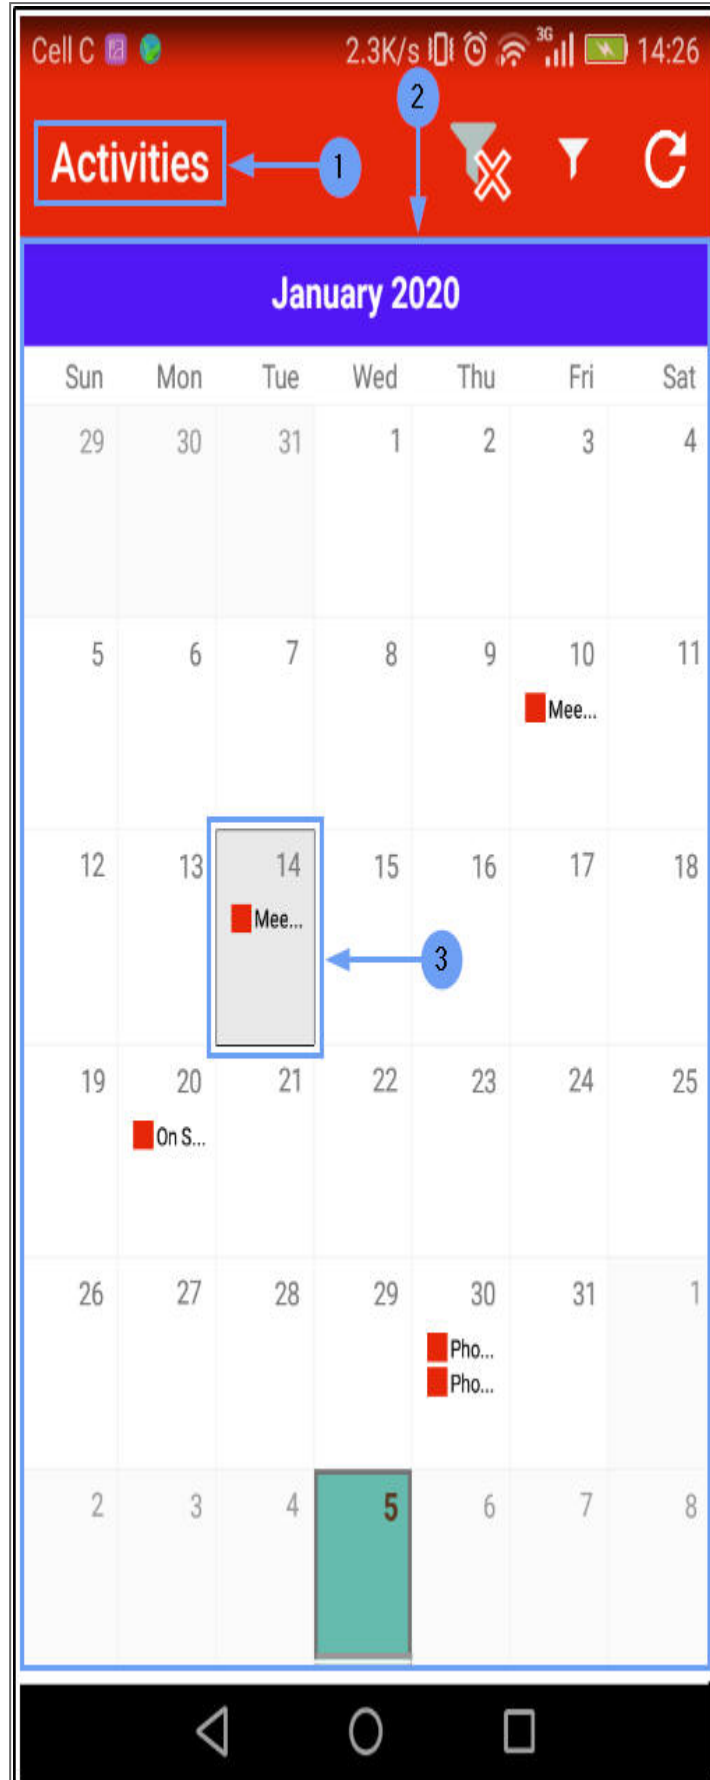 Cell C 2.3K/s 3G 14:26
2
Activities 1
January 2020
Sun Mon Tue Wed Thu Fri Sat
29 30 31 1 2 3 4
5 6 7 8 9 10 11
Mee...
12 13 14 15 16 17 18
Mee...
3
19 20 21 22 23 24 25
On S...
26 27 28 29 30 31 1
Pho...
Pho...
2 3 4 5 6 7 8